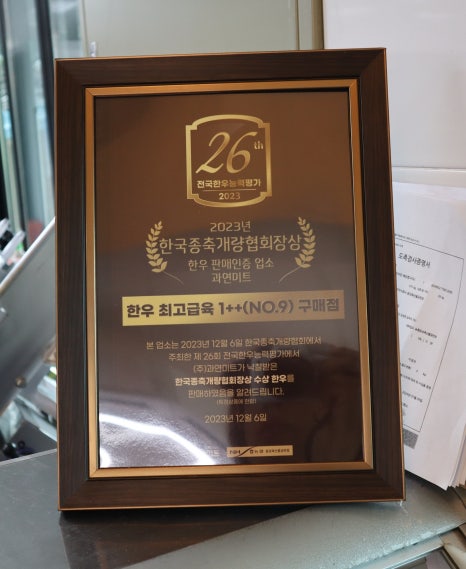 26th
전국한우능력평가
2023
2023년
한국종축개량협회장상
한우 판매인증 업소
과연미트
한우 최고급육 1++(NO.9) 구매점
본 업소는 2023년 12월 6일 한국종축개량협회에서
주최한 제 26회 전국한우능력평가에서
(주)과연미트가 낙찰받은
한국종축개량협회장상 수상 한우를
판매하였음을 알려드립니다.
2023년 12월 6일
도축검사증명서